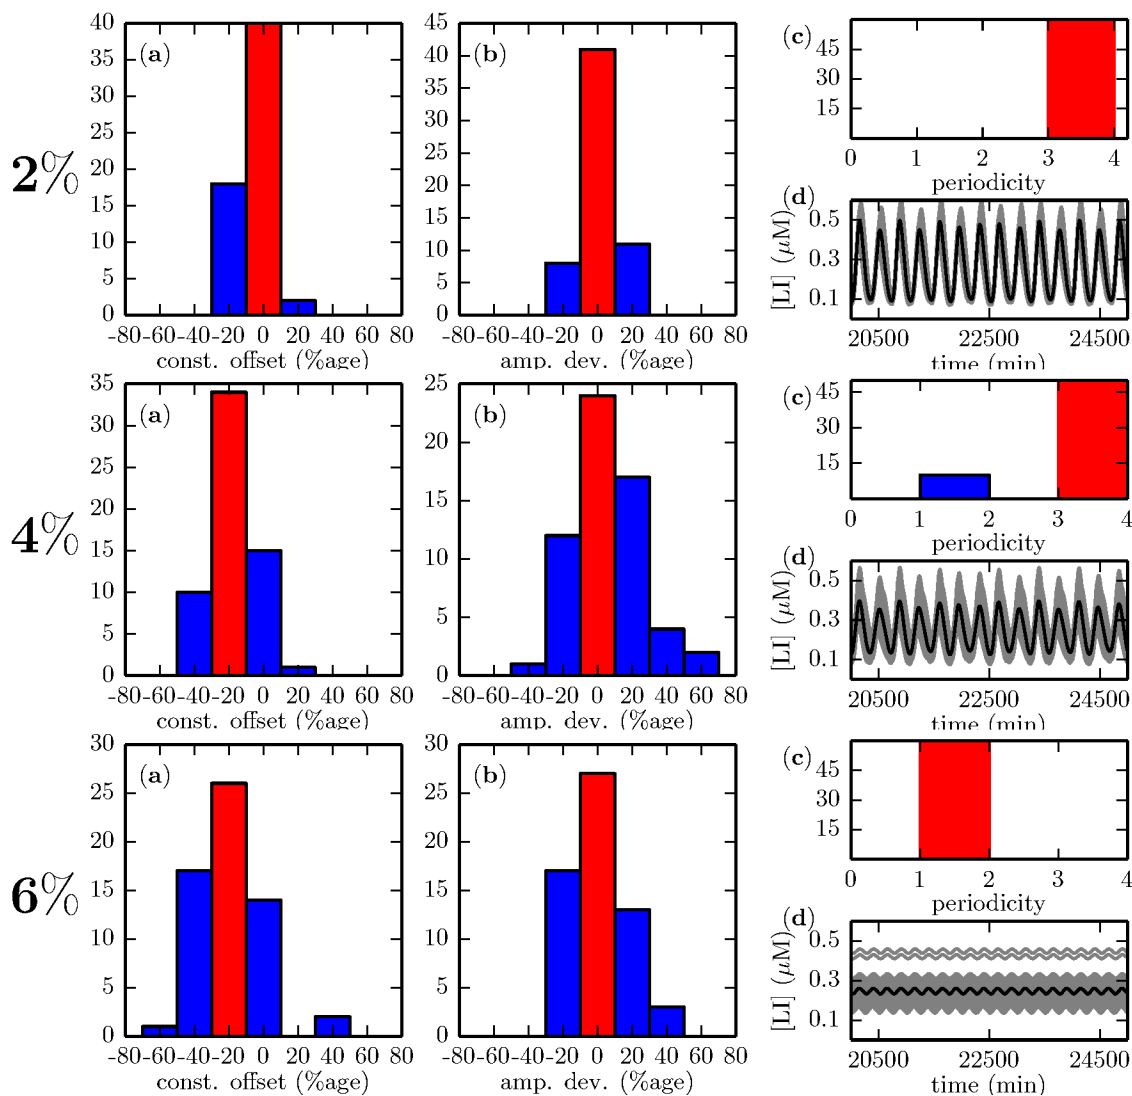 2%
(a)
40
35
30
25
20
15
10
5
0
-80-60-40-20 0 20 40 60 80
const. offset (%age)
(b)
45
40
35
30
25
20
15
10
5
0
-80-60-40-20 0 20 40 60 80
amp. dev. (%age)
(c)
45
30
15
0 1 2 3 4
periodicity
(d)
[LI] (μM)
0.5
0.3
0.1
20500 22500 24500
time (min)
4%
(a)
35
30
25
20
15
10
5
0
-80-60-40-20 0 20 40 60 80
const. offset (%age)
(b)
25
20
15
10
5
0
-80-60-40-20 0 20 40 60 80
amp. dev. (%age)
(c)
45
30
15
0 1 2 3 4
periodicity
(d)
[LI] (μM)
0.5
0.3
0.1
20500 22500 24500
time (min)
6%
(a)
30
25
20
15
10
5
0
-80-60-40-20 0 20 40 60 80
const. offset (%age)
(b)
30
25
20
15
10
5
0
-80-60-40-20 0 20 40 60 80
amp. dev. (%age)
(c)
45
30
15
0 1 2 3 4
periodicity
(d)
[LI] (μM)
0.5
0.3
0.1
20500 22500 24500
time (min)